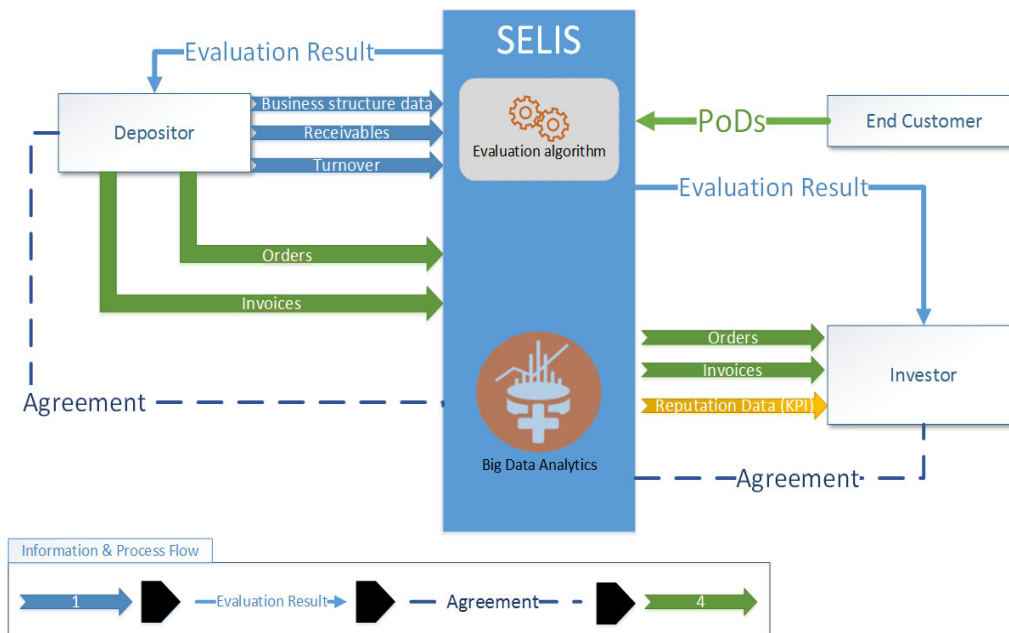 SELIS
Evaluation Result
Business structure data
Depositor
Receivables
Turnover
Evaluation algorithm
PoDs
End Customer
Evaluation Result
Orders
Invoices
Orders
Invoices
Investor
Reputation Data (KPI)
Agreement
Big Data Analytics
Agreement
Information & Process Flow
1
Evaluation Result
Agreement
4